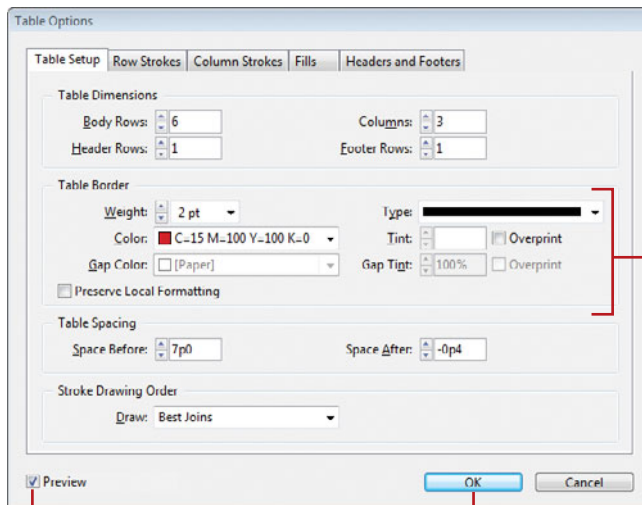 Table Options
Table Setup Row Strokes Column Strokes Fills Headers and Footers
Table Dimensions
Body Rows: 6 Columns: 3
Header Rows: 1 Footer Rows: 1
Table Border
Weight: 2 pt Type:
Color: C=15 M=100 Y=100 K=0 Tint: Overprint
Gap Color: [Paper] Gap Tint: 100% Overprint
Preserve Local Formatting
Table Spacing
Space Before: 7p0 Space After: -0p4
Stroke Drawing Order
Draw: Best Joins
Preview OK Cancel